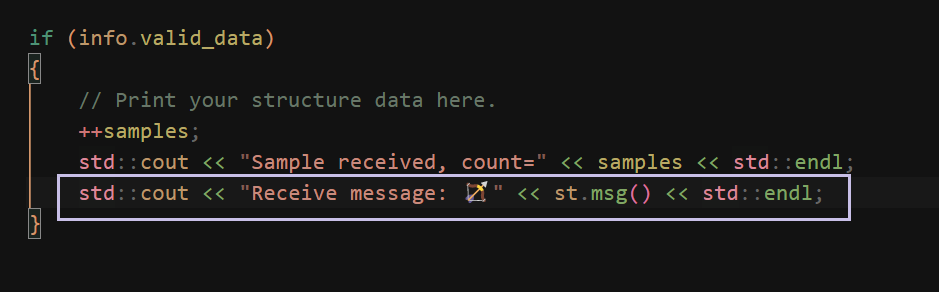 if (info.valid_data)
{
// Print your structure data here.
++samples;
std::cout << "Sample received, count=" << samples << std::endl;
std::cout << "Receive message: 🏹" << st.msg() << std::endl;
}